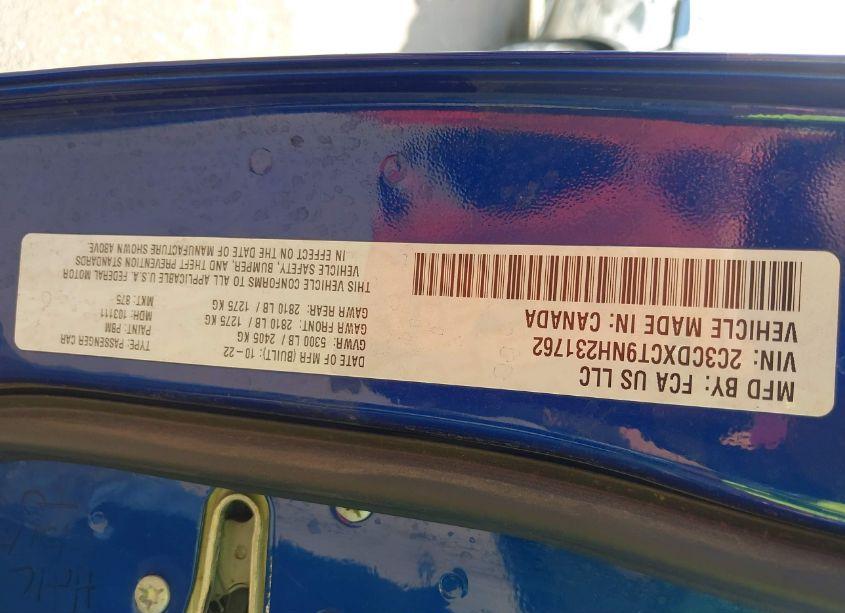 MFD BY: FCA US LLC
VIN: 2C3CDXCT9NH231762
VEHICLE MADE IN: CANADA
DATE OF MFR (BUILT): 10-22
GVWR: 5300 LB / 2405 KG
GAWR FRONT: 2810 LB / 1275 KG
GAWR REAR: 2810 LB / 1275 KG
TYPE: PASSENGER CAR
PAINT: PBM
MDH: 103111
MKT: 875-
THIS VEHICLE CONFORMS TO ALL APPLICABLE U.S.A. FEDERAL MOTOR
VEHICLE SAFETY, BUMPER, AND THEFT PREVENTION STANDARDS
IN EFFECT ON THE DATE OF MANUFACTURE SHOWN ABOVE